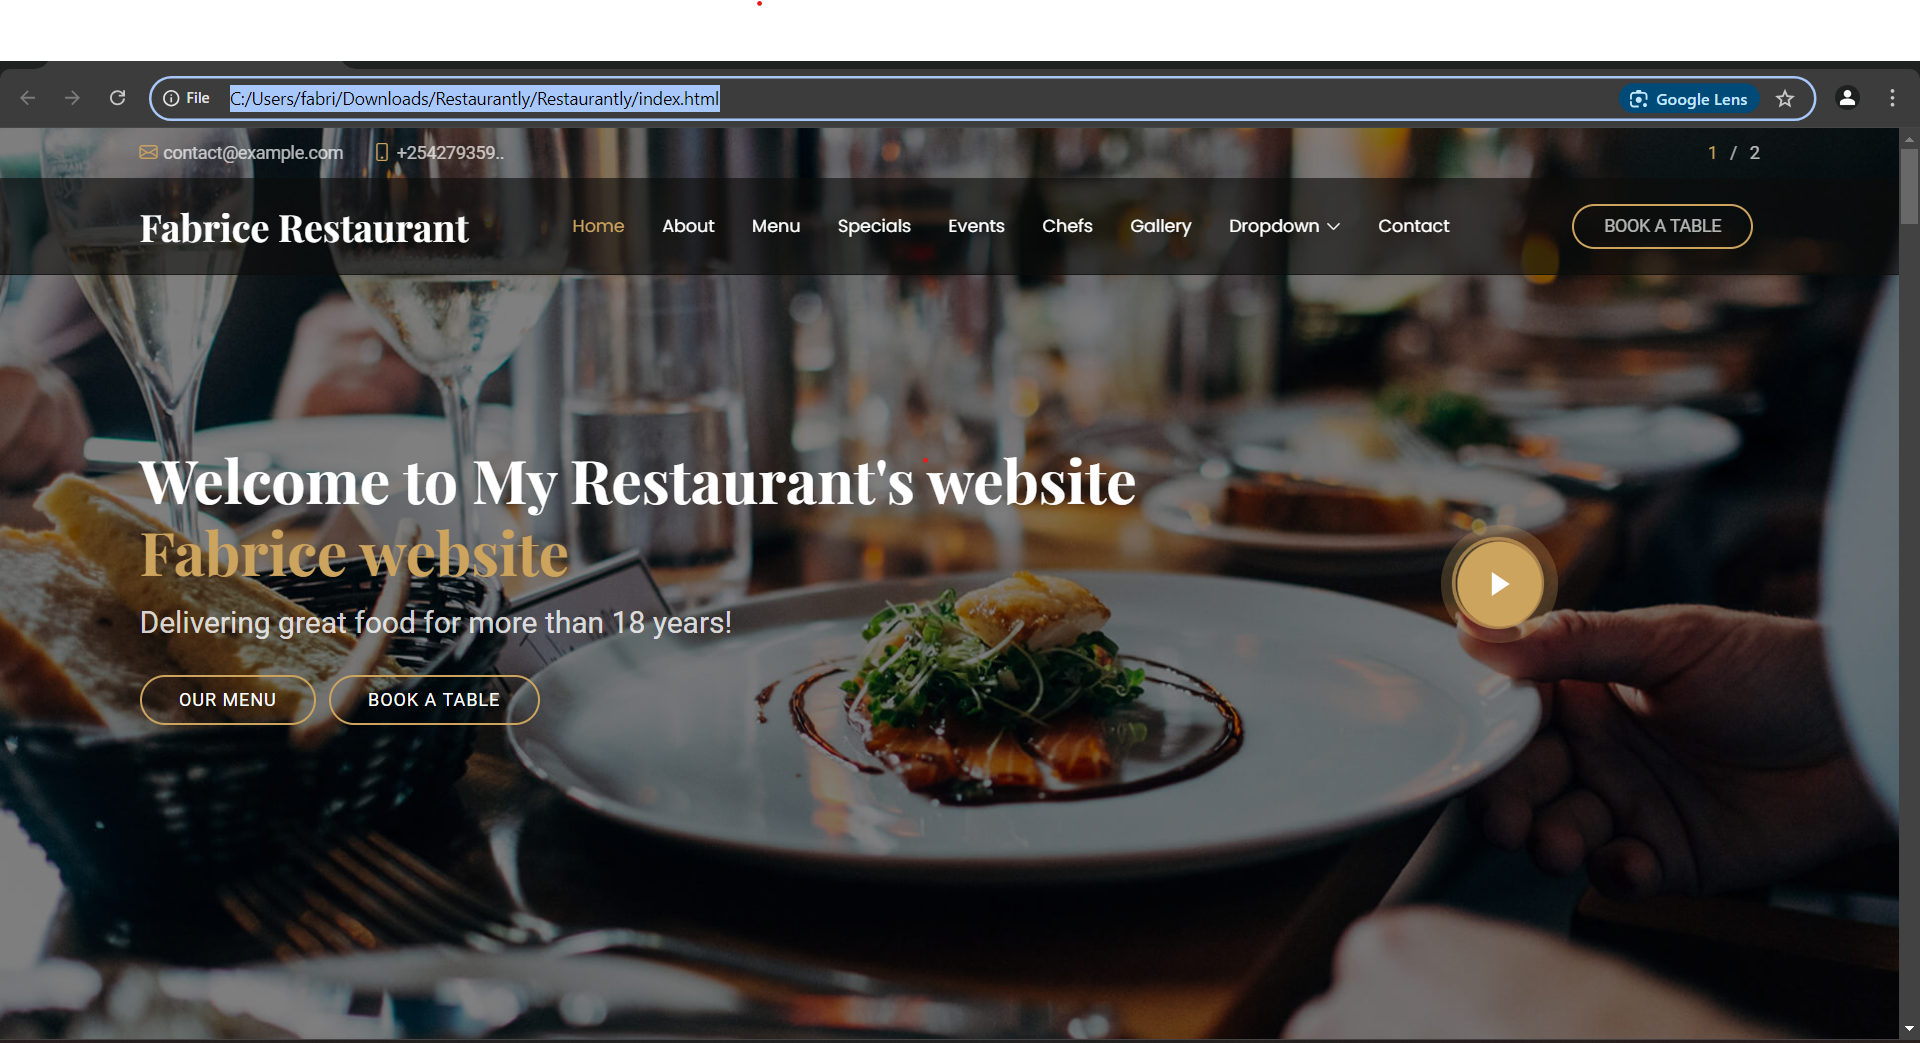 File C:/Users/fabri/Downloads/Restaurantly/Restaurantly/index.html Google Lens
contact@example.com +254279359.. 1 / 2
Fabrice Restaurant Home About Menu Specials Events Chefs Gallery Dropdown Contact BOOK A TABLE
Welcome to My Restaurant's website
Fabrice website
Delivering great food for more than 18 years!
OUR MENU BOOK A TABLE